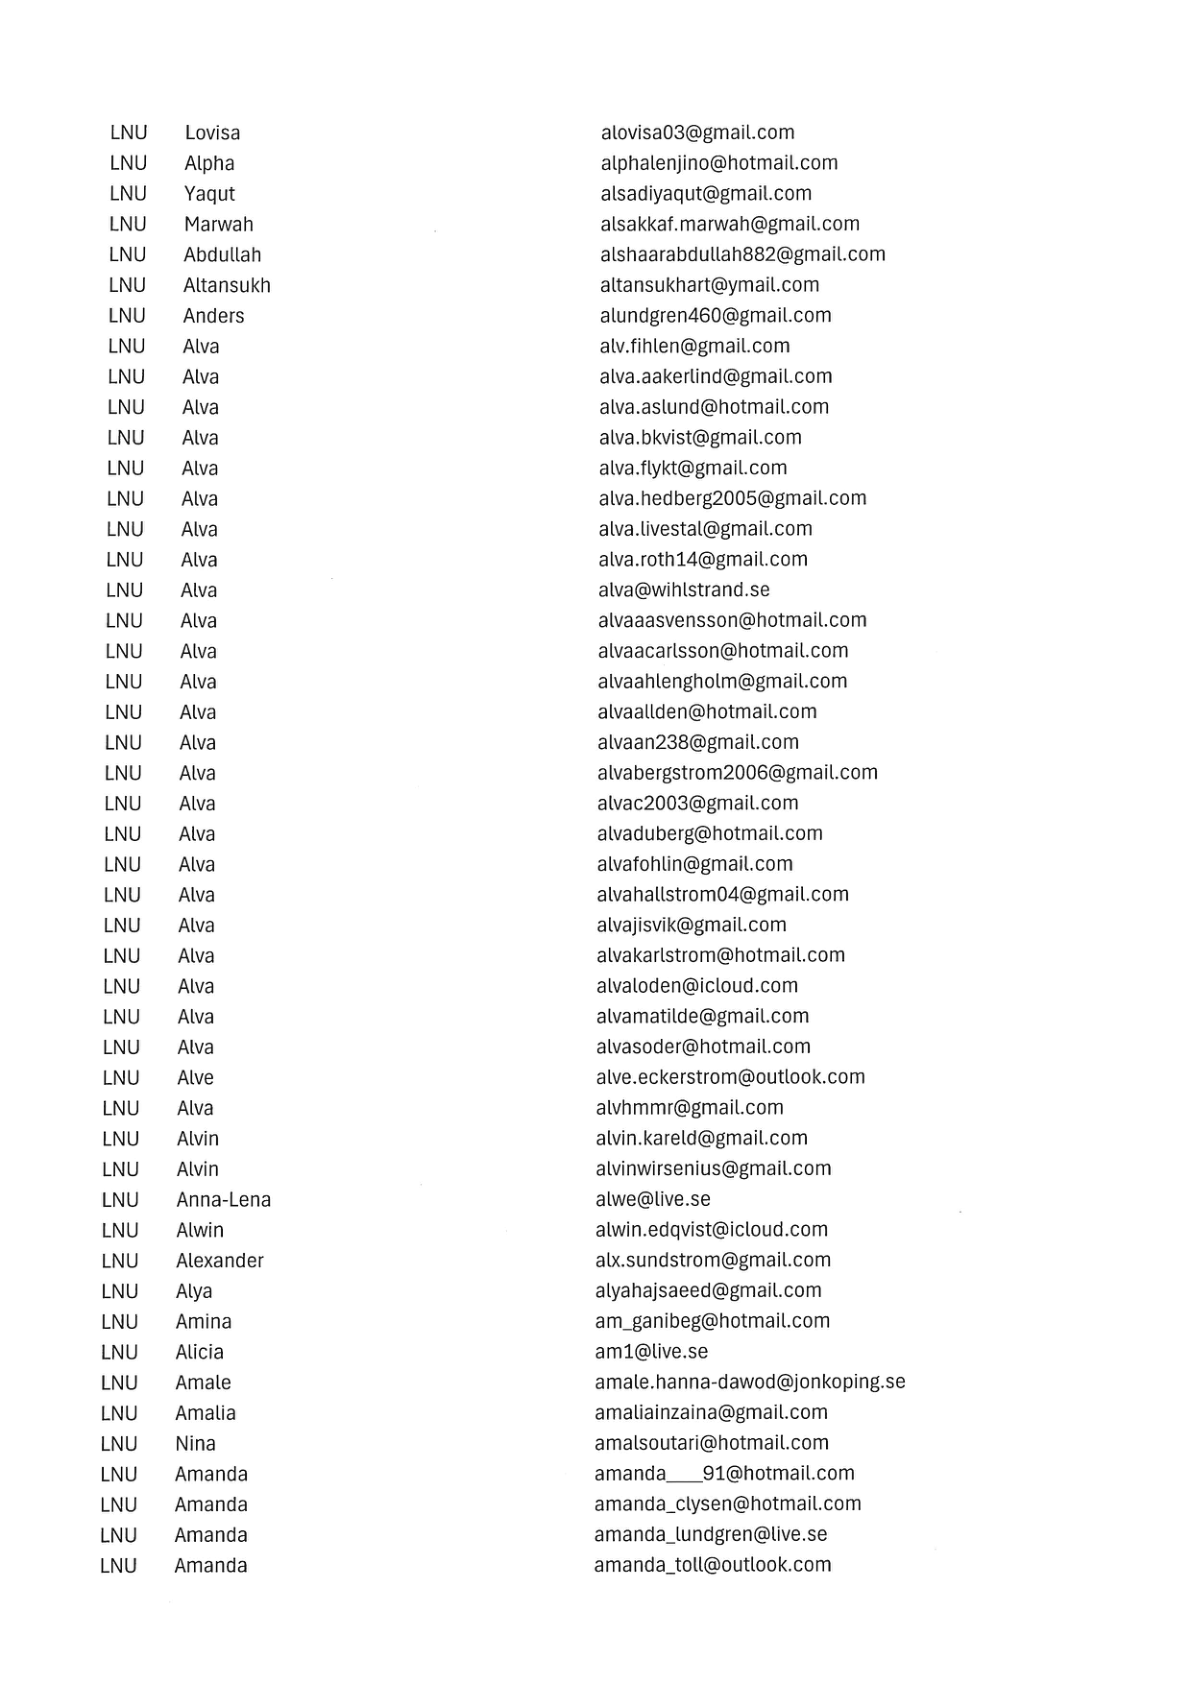 LNU Lovisa alovisa03@gmail.com
LNU Alpha alphalenjino@hotmail.com
LNU Yaqut alsadiyaqut@gmail.com
LNU Marwah alsakkaf.marwah@gmail.com
LNU Abdullah alshaarabdullah882@gmail.com
LNU Altansukh altansukhart@ymail.com
LNU Anders alundgren460@gmail.com
LNU Alva alv.fihlen@gmail.com
LNU Alva alva.aakerlind@gmail.com
LNU Alva alva.aslund@hotmail.com
LNU Alva alva.bkvist@gmail.com
LNU Alva alva.flykt@gmail.com
LNU Alva alva.hedberg2005@gmail.com
LNU Alva alva.livestal@gmail.com
LNU Alva alva.roth14@gmail.com
LNU Alva alva@wihlstrand.se
LNU Alva alvaaasvensson@hotmail.com
LNU Alva alvaacarlsson@hotmail.com
LNU Alva alvaahlengholm@gmail.com
LNU Alva alvaallden@hotmail.com
LNU Alva alvaan238@gmail.com
LNU Alva alvabergstrom2006@gmail.com
LNU Alva alvac2003@gmail.com
LNU Alva alvaduberg@hotmail.com
LNU Alva alvafohlin@gmail.com
LNU Alva alvahallstrom04@gmail.com
LNU Alva alvajisvik@gmail.com
LNU Alva alvakarlstrom@hotmail.com
LNU Alva alvaloden@icloud.com
LNU Alva alvamatilde@gmail.com
LNU Alva alvasoder@hotmail.com
LNU Alve alve.eckerstrom@outlook.com
LNU Alva alvhmmr@gmail.com
LNU Alvin alvin.kareld@gmail.com
LNU Alvin alvinwirsenius@gmail.com
LNU Anna-Lena alwe@live.se
LNU Alwin alwin.edqvist@icloud.com
LNU Alexander alx.sundstrom@gmail.com
LNU Alya alyahajsaeed@gmail.com
LNU Amina am_ganibeg@hotmail.com
LNU Alicia am1@live.se
LNU Amale amale.hanna-dawod@jonkoping.se
LNU Amalia amaliainzaina@gmail.com
LNU Nina amalsoutari@hotmail.com
LNU Amanda amanda____91@hotmail.com
LNU Amanda amanda_clysen@hotmail.com
LNU Amanda amanda_lundgren@live.se
LNU Amanda amanda_toll@outlook.com